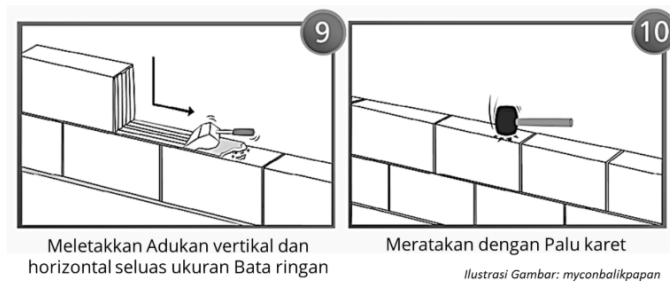 9
10
Meletakkan Adukan vertikal dan
horizontal seluas ukuran Bata ringan
Meratakan dengan Palu karet
Ilustrasi Gambar: myconbalikpapan